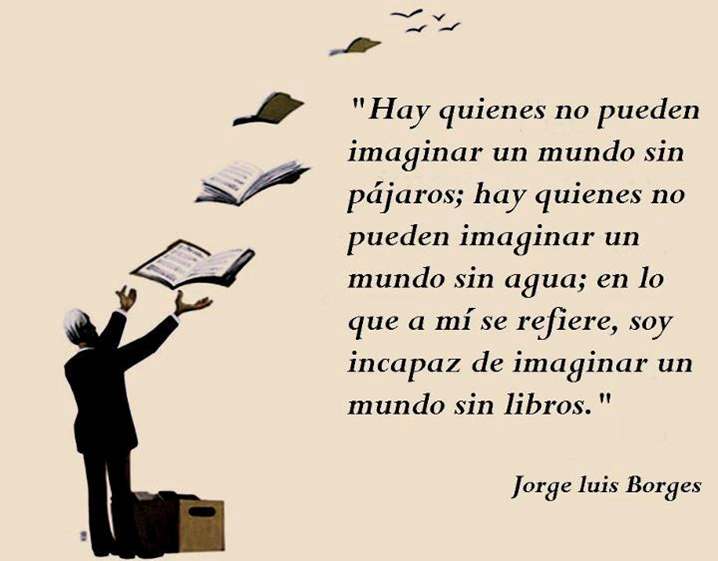 "Hay quienes no pueden
imaginar un mundo sin
pájaros; hay quienes no
pueden imaginar un
mundo sin agua; en lo
que a mí se refiere, soy
incapaz de imaginar un
mundo sin libros."
Jorge luis Borges